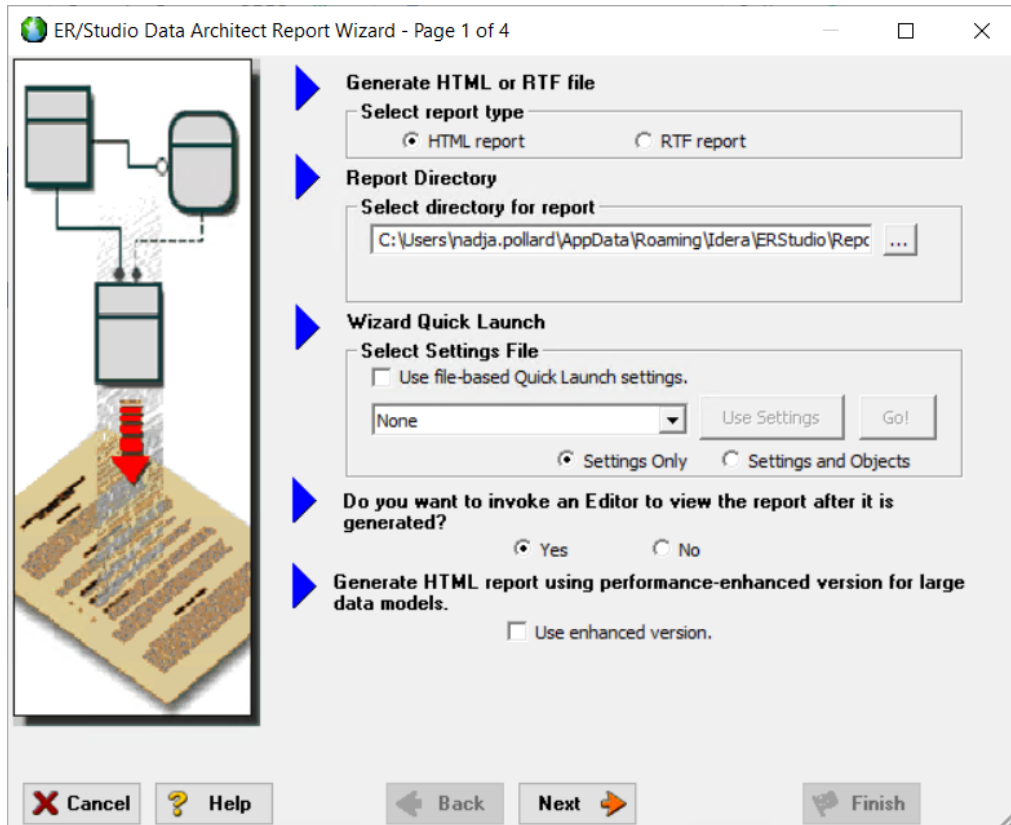 ER/Studio Data Architect Report Wizard - Page 1 of 4
Generate HTML or RTF file
Select report type
HTML report RTF report
Report Directory
Select directory for report
C:\Users\nadja.pollard\AppData\Roaming\Idera\ERStudio\Repo ...
Wizard Quick Launch
Select Settings File
Use file-based Quick Launch settings.
None Use Settings Go!
Settings Only Settings and Objects
Do you want to invoke an Editor to view the report after it is
generated?
Yes No
Generate HTML report using performance-enhanced version for large
data models.
Use enhanced version.
Cancel Help Back Next Finish